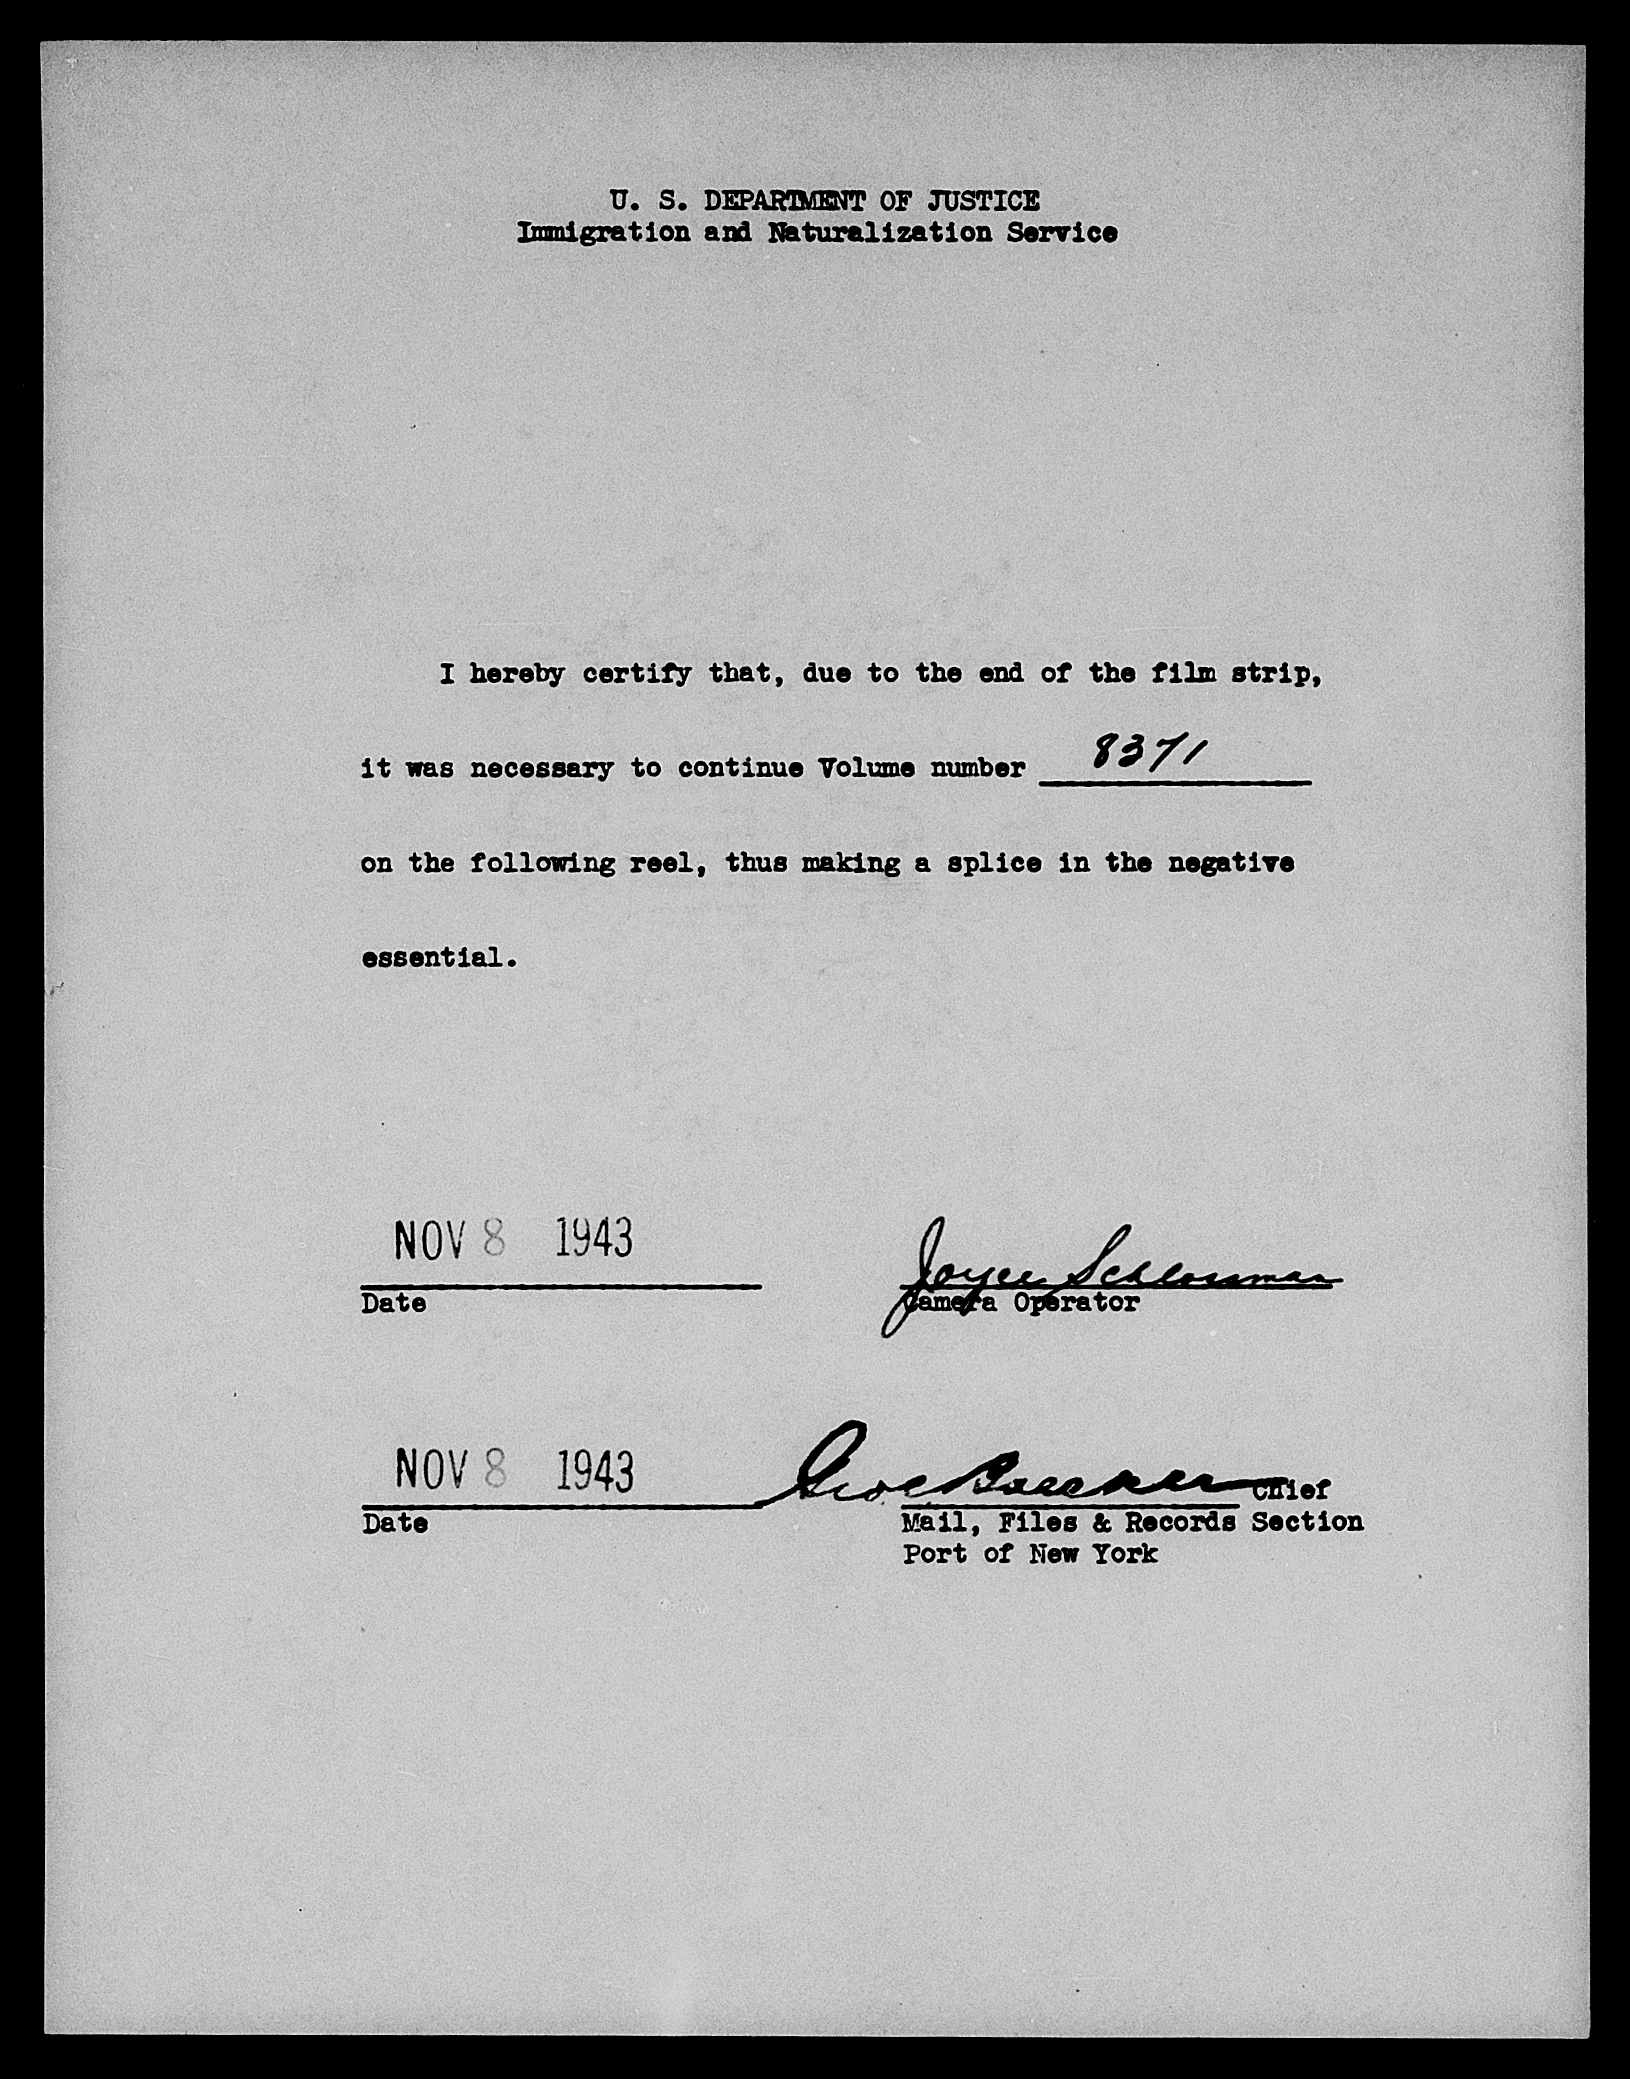 U. S. DEPARTMENT OF JUSTICE
Immigration and Naturalization Service
I hereby certify that, due to the end of the film strip,
it was necessary to continue Volume number 8371
on the following reel, thus making a splice in the negative
essential.
NOV 8 1943
Joyce Schlossman
Date
Camera Operator
NOV 8 1943
Chief
Date
Mail, Files & Records Section
Port of New York